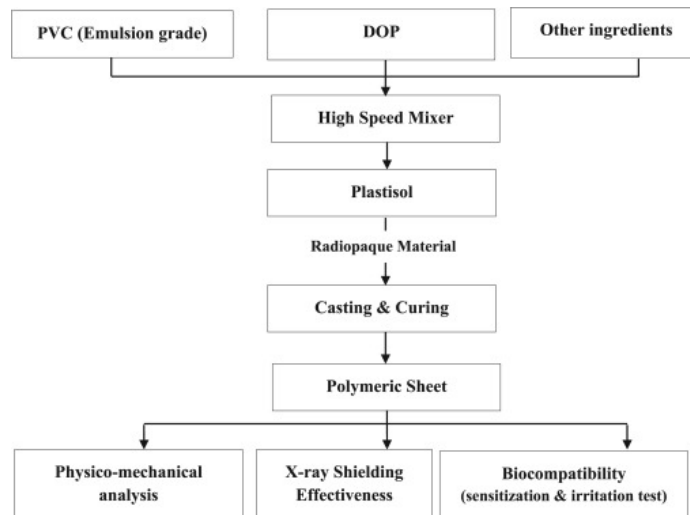 PVC (Emulsion grade)
DOP
Other ingredients
High Speed Mixer
Plastisol
Radiopaque Material
Casting & Curing
Polymeric Sheet
Physico-mechanical
analysis
X-ray Shielding
Effectiveness
Biocompatibility
(sensitization & irritation test)